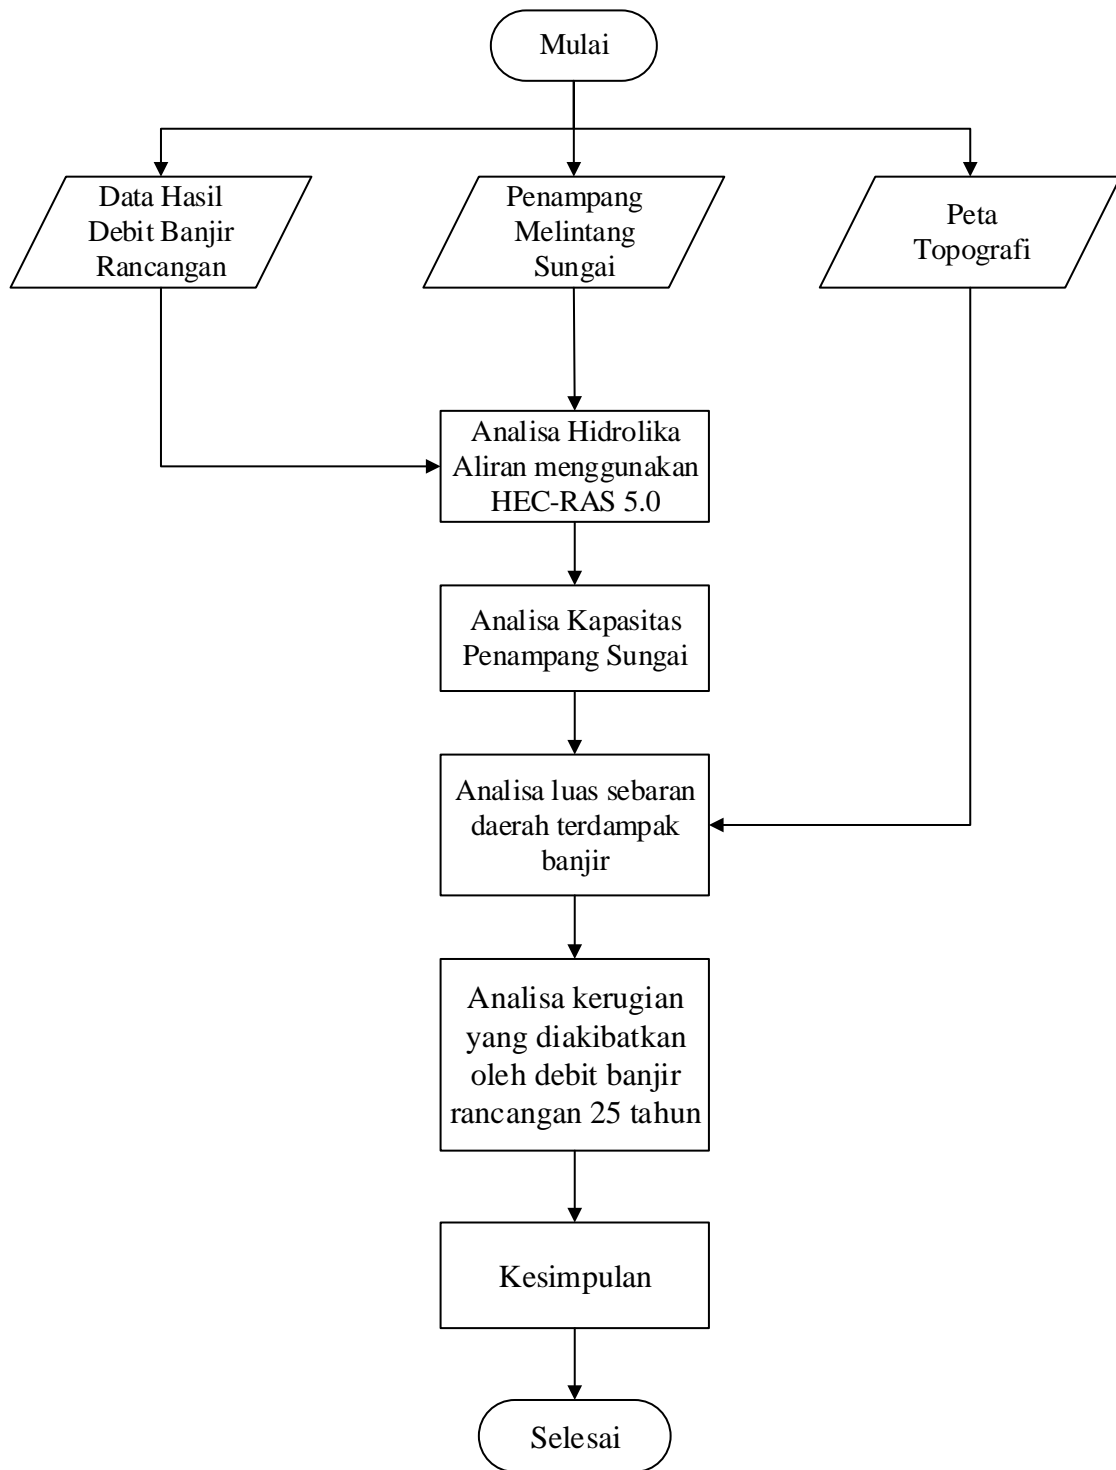 Mulai
Data Hasil
Debit Banjir
Rancangan
Penampang
Melintang
Sungai
Peta
Topografi
Analisa Hidrolika
Aliran menggunakan
HEC-RAS 5.0
Analisa Kapasitas
Penampang Sungai
Analisa luas sebaran
daerah terdampak
banjir
Analisa kerugian
yang diakibatkan
oleh debit banjir
rancangan 25 tahun
Kesimpulan
Selesai